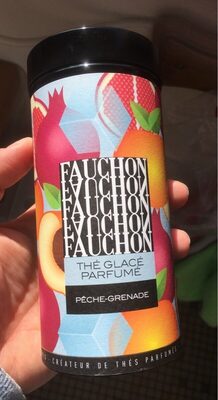 FAUCHON
FAUCHON
FAUCHON
FAUCHON
FAUCHON
THÉ GLACÉ
PARFUMÉ
PÊCHE-GRENADE
CRÉATEUR DE THÉS PARFUMÉS